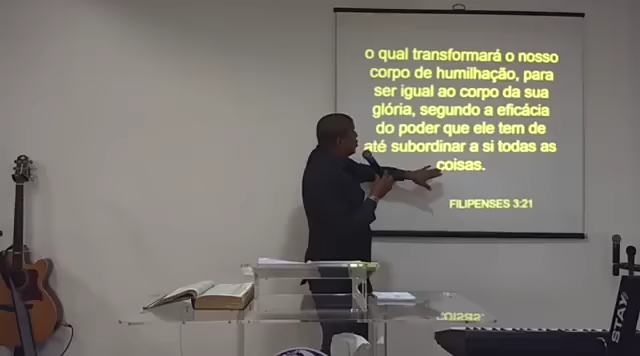 o qual transformará o nosso
corpo de humilhação, para
ser igual ao corpo da sua
glória, segundo a eficácia
do poder que ele tem de
até subordinar a si todas as
coisas.
FILIPENSES 3:21
STAY